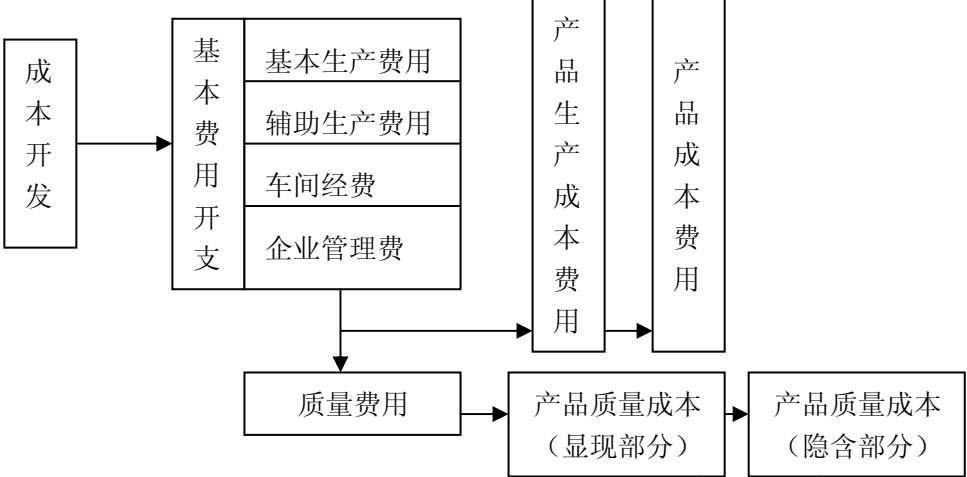 成本开发
基本费用开支
基本生产费用
辅助生产费用
车间经费
企业管理费
产品生产成本费用
产品成本费用
质量费用
产品质量成本
（显现部分）
产品质量成本
（隐含部分）